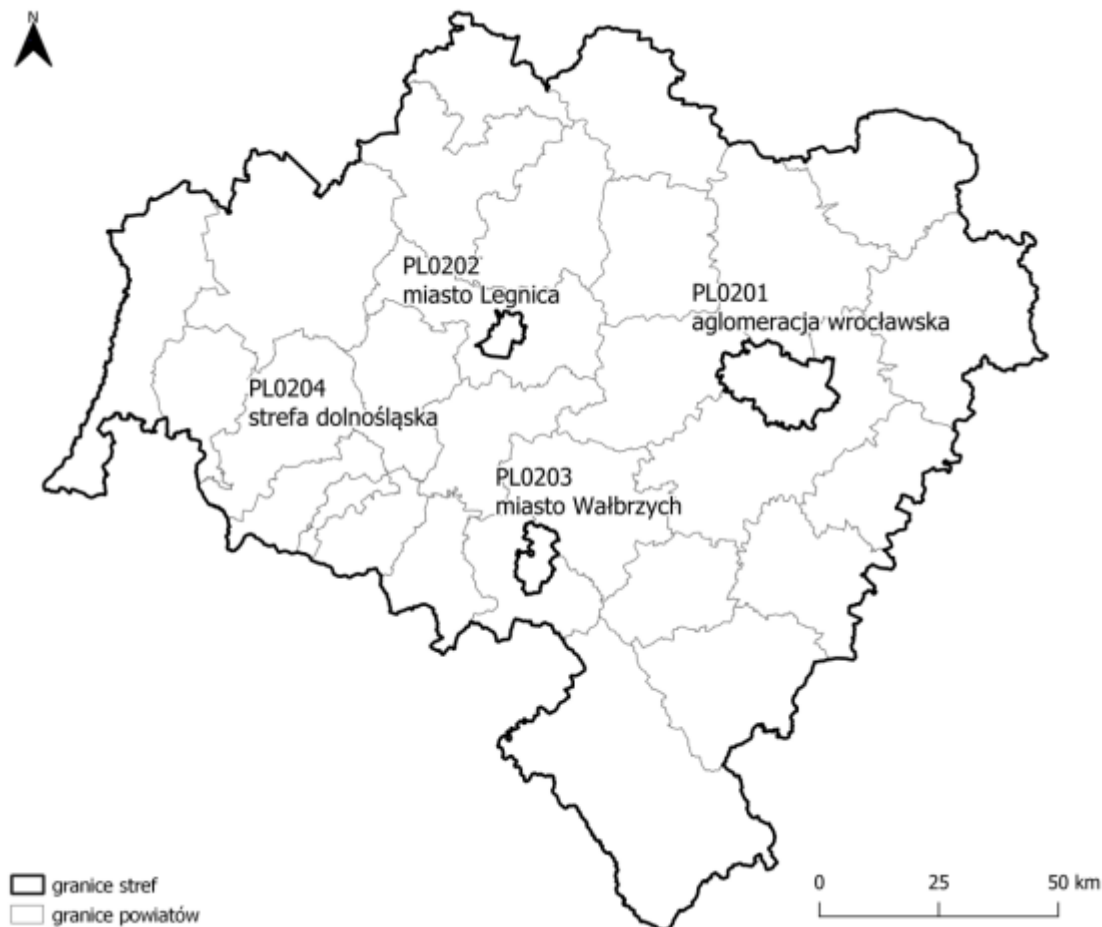 N
PL0202
miasto Legnica
PL0201
aglomeracja wrocławska
PL0204
strefa dolnośląska
PL0203
miasto Wałbrzych
granice stref
granice powiatów
0 25 50 km